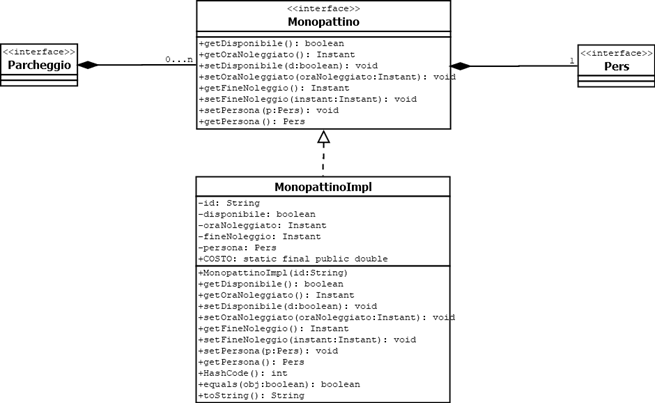 <<interface>>
Monopattino
+getDisponibile(): boolean
+getOraNoleggiato(): Instant
+setDisponibile(d:boolean): void
+setOraNoleggiato(oraNoleggiato:Instant): void
+getFineNoleggio(): Instant
+setFineNoleggio(instant:Instant): void
+setPersona(p:Pers): void
+getPersona(): Pers
<<interface>>
Parcheggio
0...n
1
<<interface>>
Pers
MonopattinoImpl
-id: String
-disponibile: boolean
-oraNoleggiato: Instant
-fineNoleggio: Instant
-persona: Pers
+COSTO: static final public double
+MonopattinoImpl(id:String)
+getDisponibile(): boolean
+getOraNoleggiato(): Instant
+setDisponibile(d:boolean): void
+setOraNoleggiato(oraNoleggiato:Instant): void
+getFineNoleggio(): Instant
+setFineNoleggio(instant:Instant): void
+setPersona(p:Pers): void
+getPersona(): Pers
+HashCode(): int
+equals(obj:boolean): boolean
+toString(): String